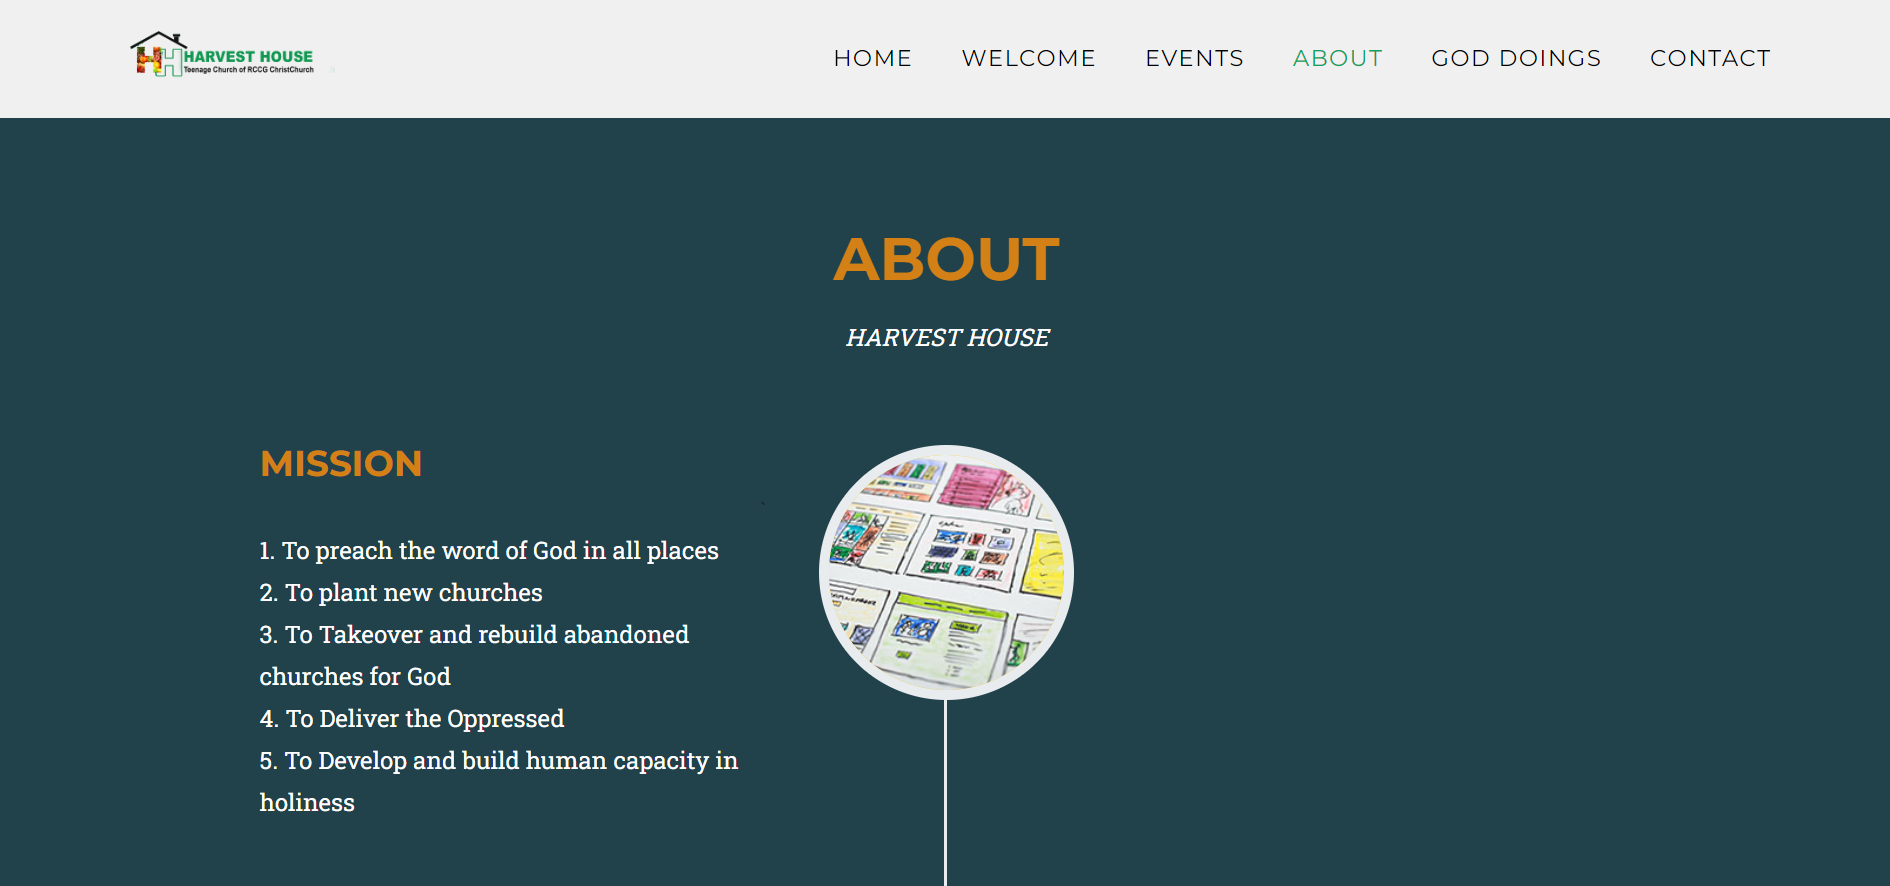 HARVEST HOUSE
Teenage Church of RCCG ChristChurch
HOME WELCOME EVENTS ABOUT GOD DOINGS CONTACT
ABOUT
HARVEST HOUSE
MISSION
1. To preach the word of God in all places
2. To plant new churches
3. To Takeover and rebuild abandoned
churches for God
4. To Deliver the Oppressed
5. To Develop and build human capacity in
holiness